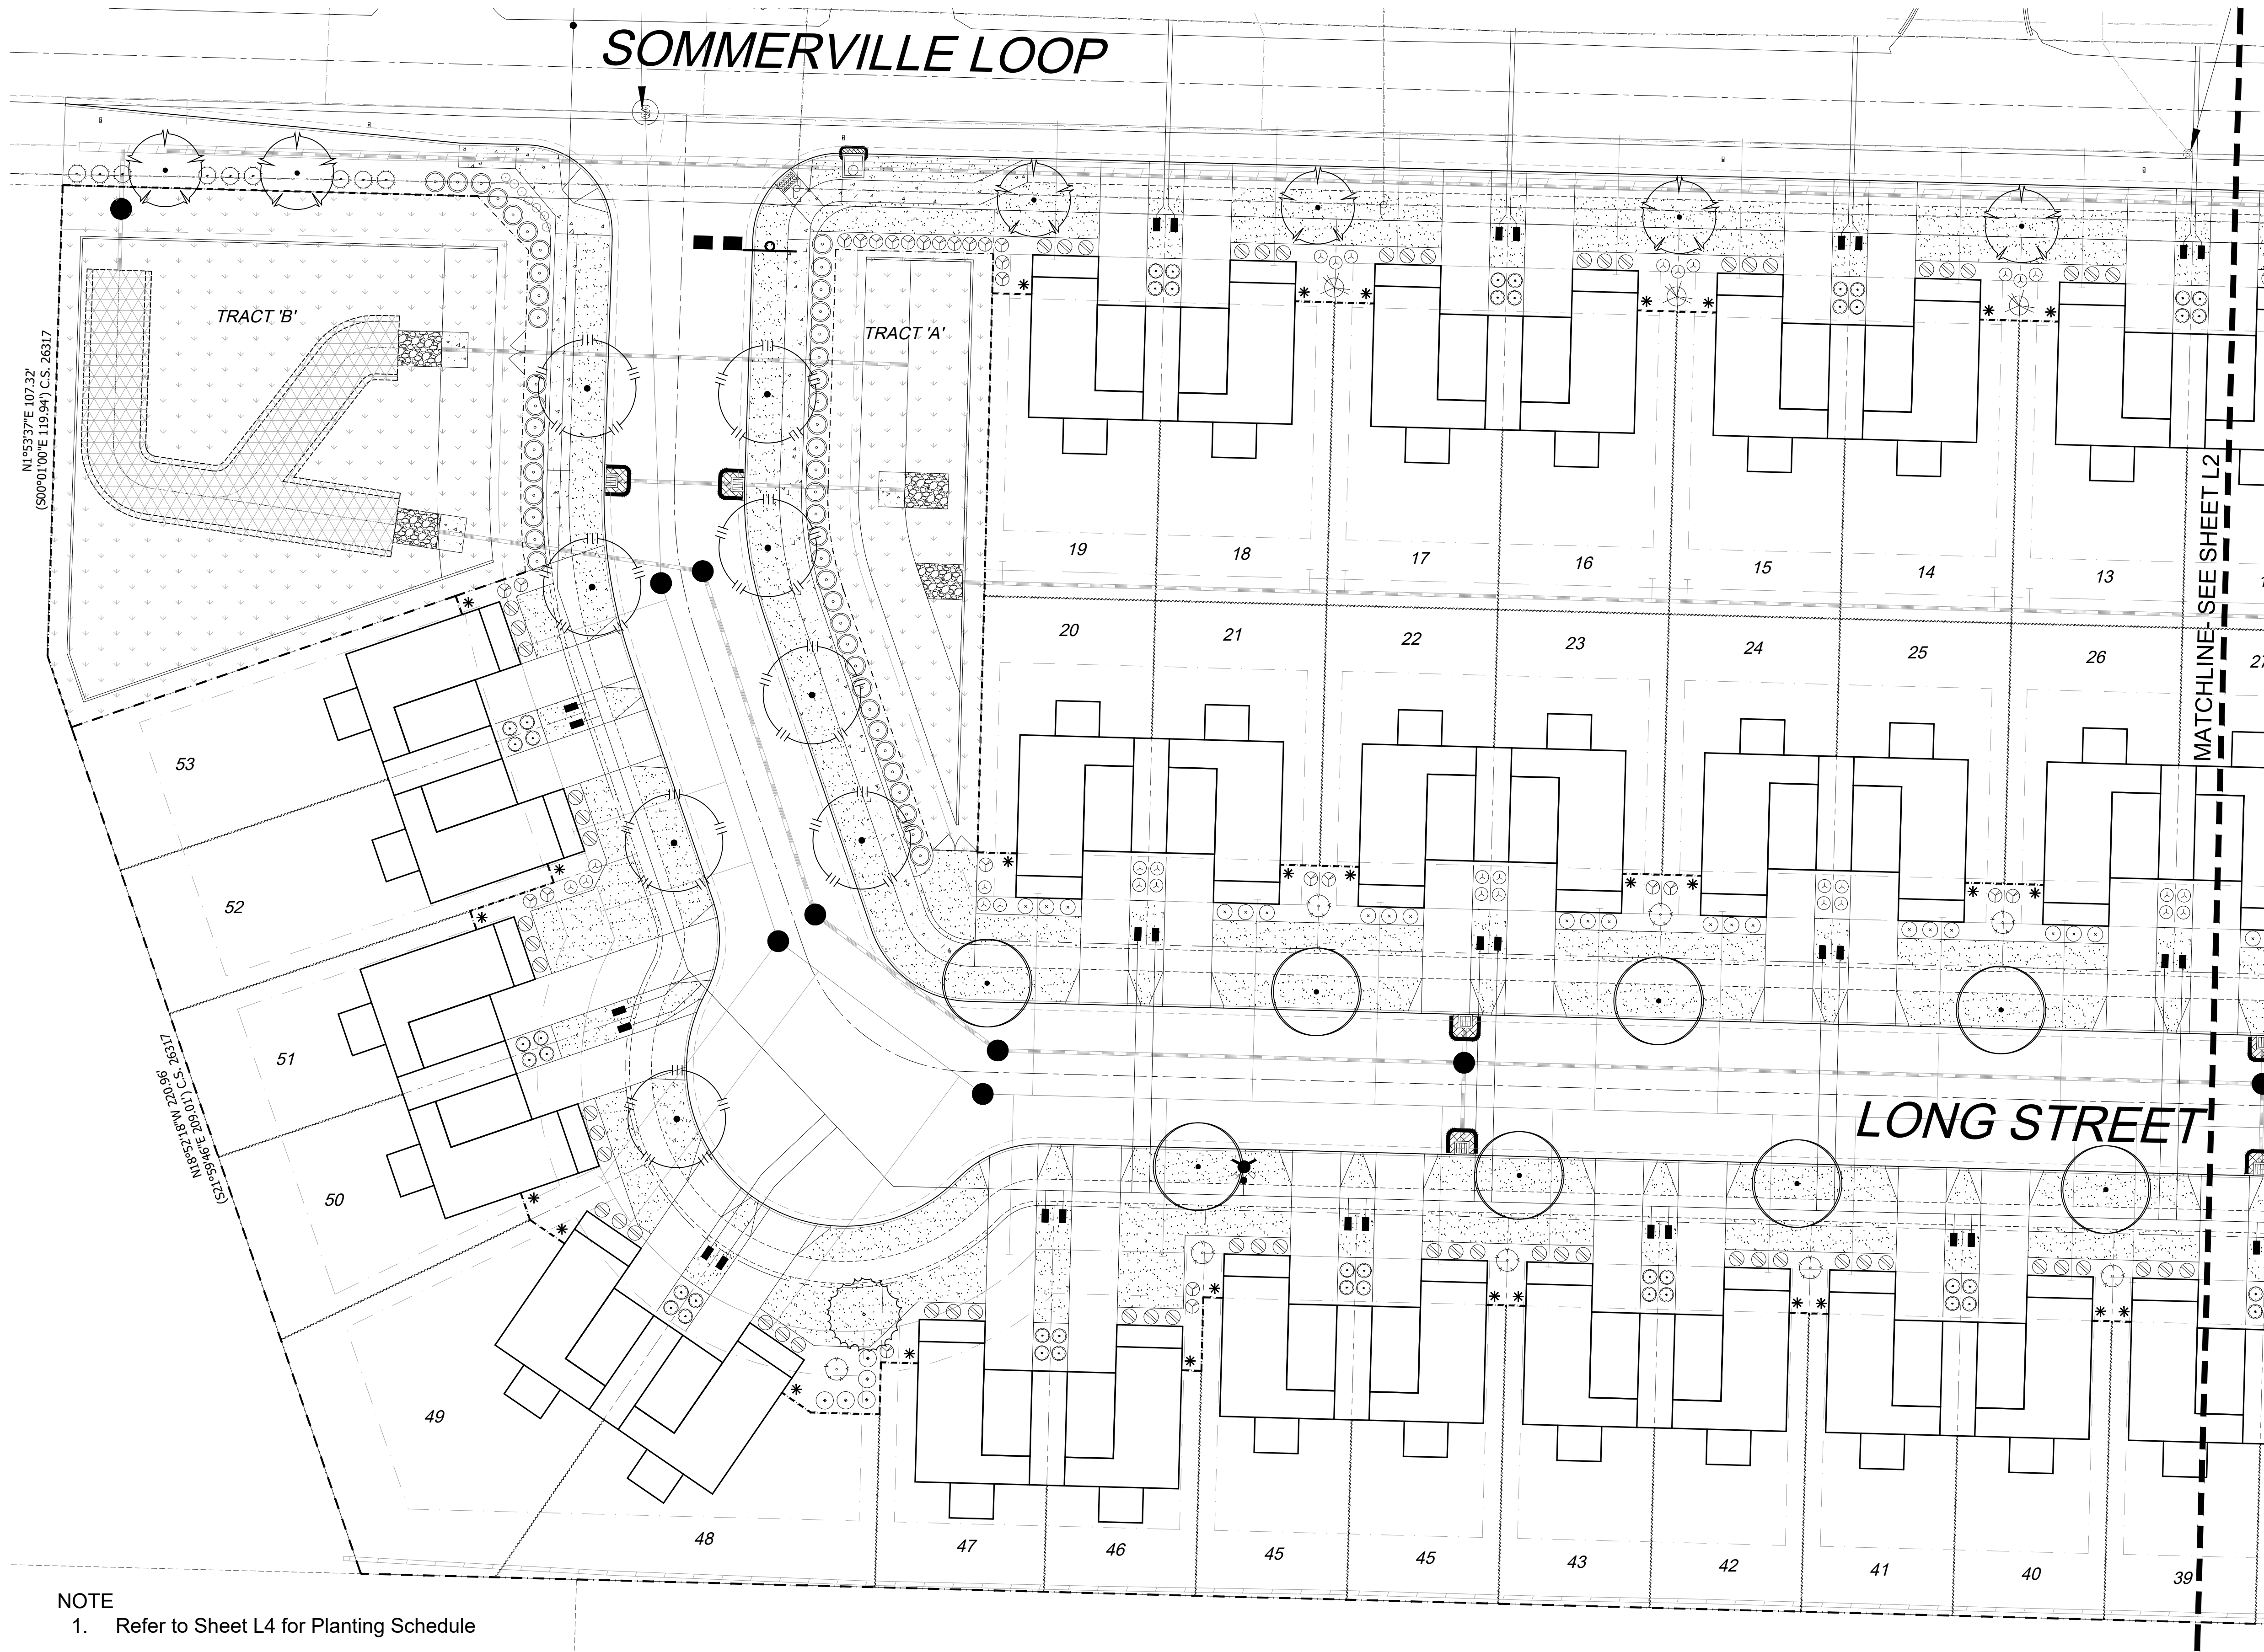 SOMMERVILLE LOOP
TRACT 'B'
TRACT 'A'
N1°53'37"E 107.32'
(S00°01'00"E 119.94') C.S. 26317
MATCHLINE- SEE SHEET L2
19
18
17
16
15
14
13
20
21
22
23
24
25
26
27
53
52
51
50
49
N18°52'18"W 220.96'
(S21°59'46"E 209.01') C.S. 26317
LONG STREET
48
47
46
45
45
43
42
41
40
39
NOTE
1. Refer to Sheet L4 for Planting Schedule